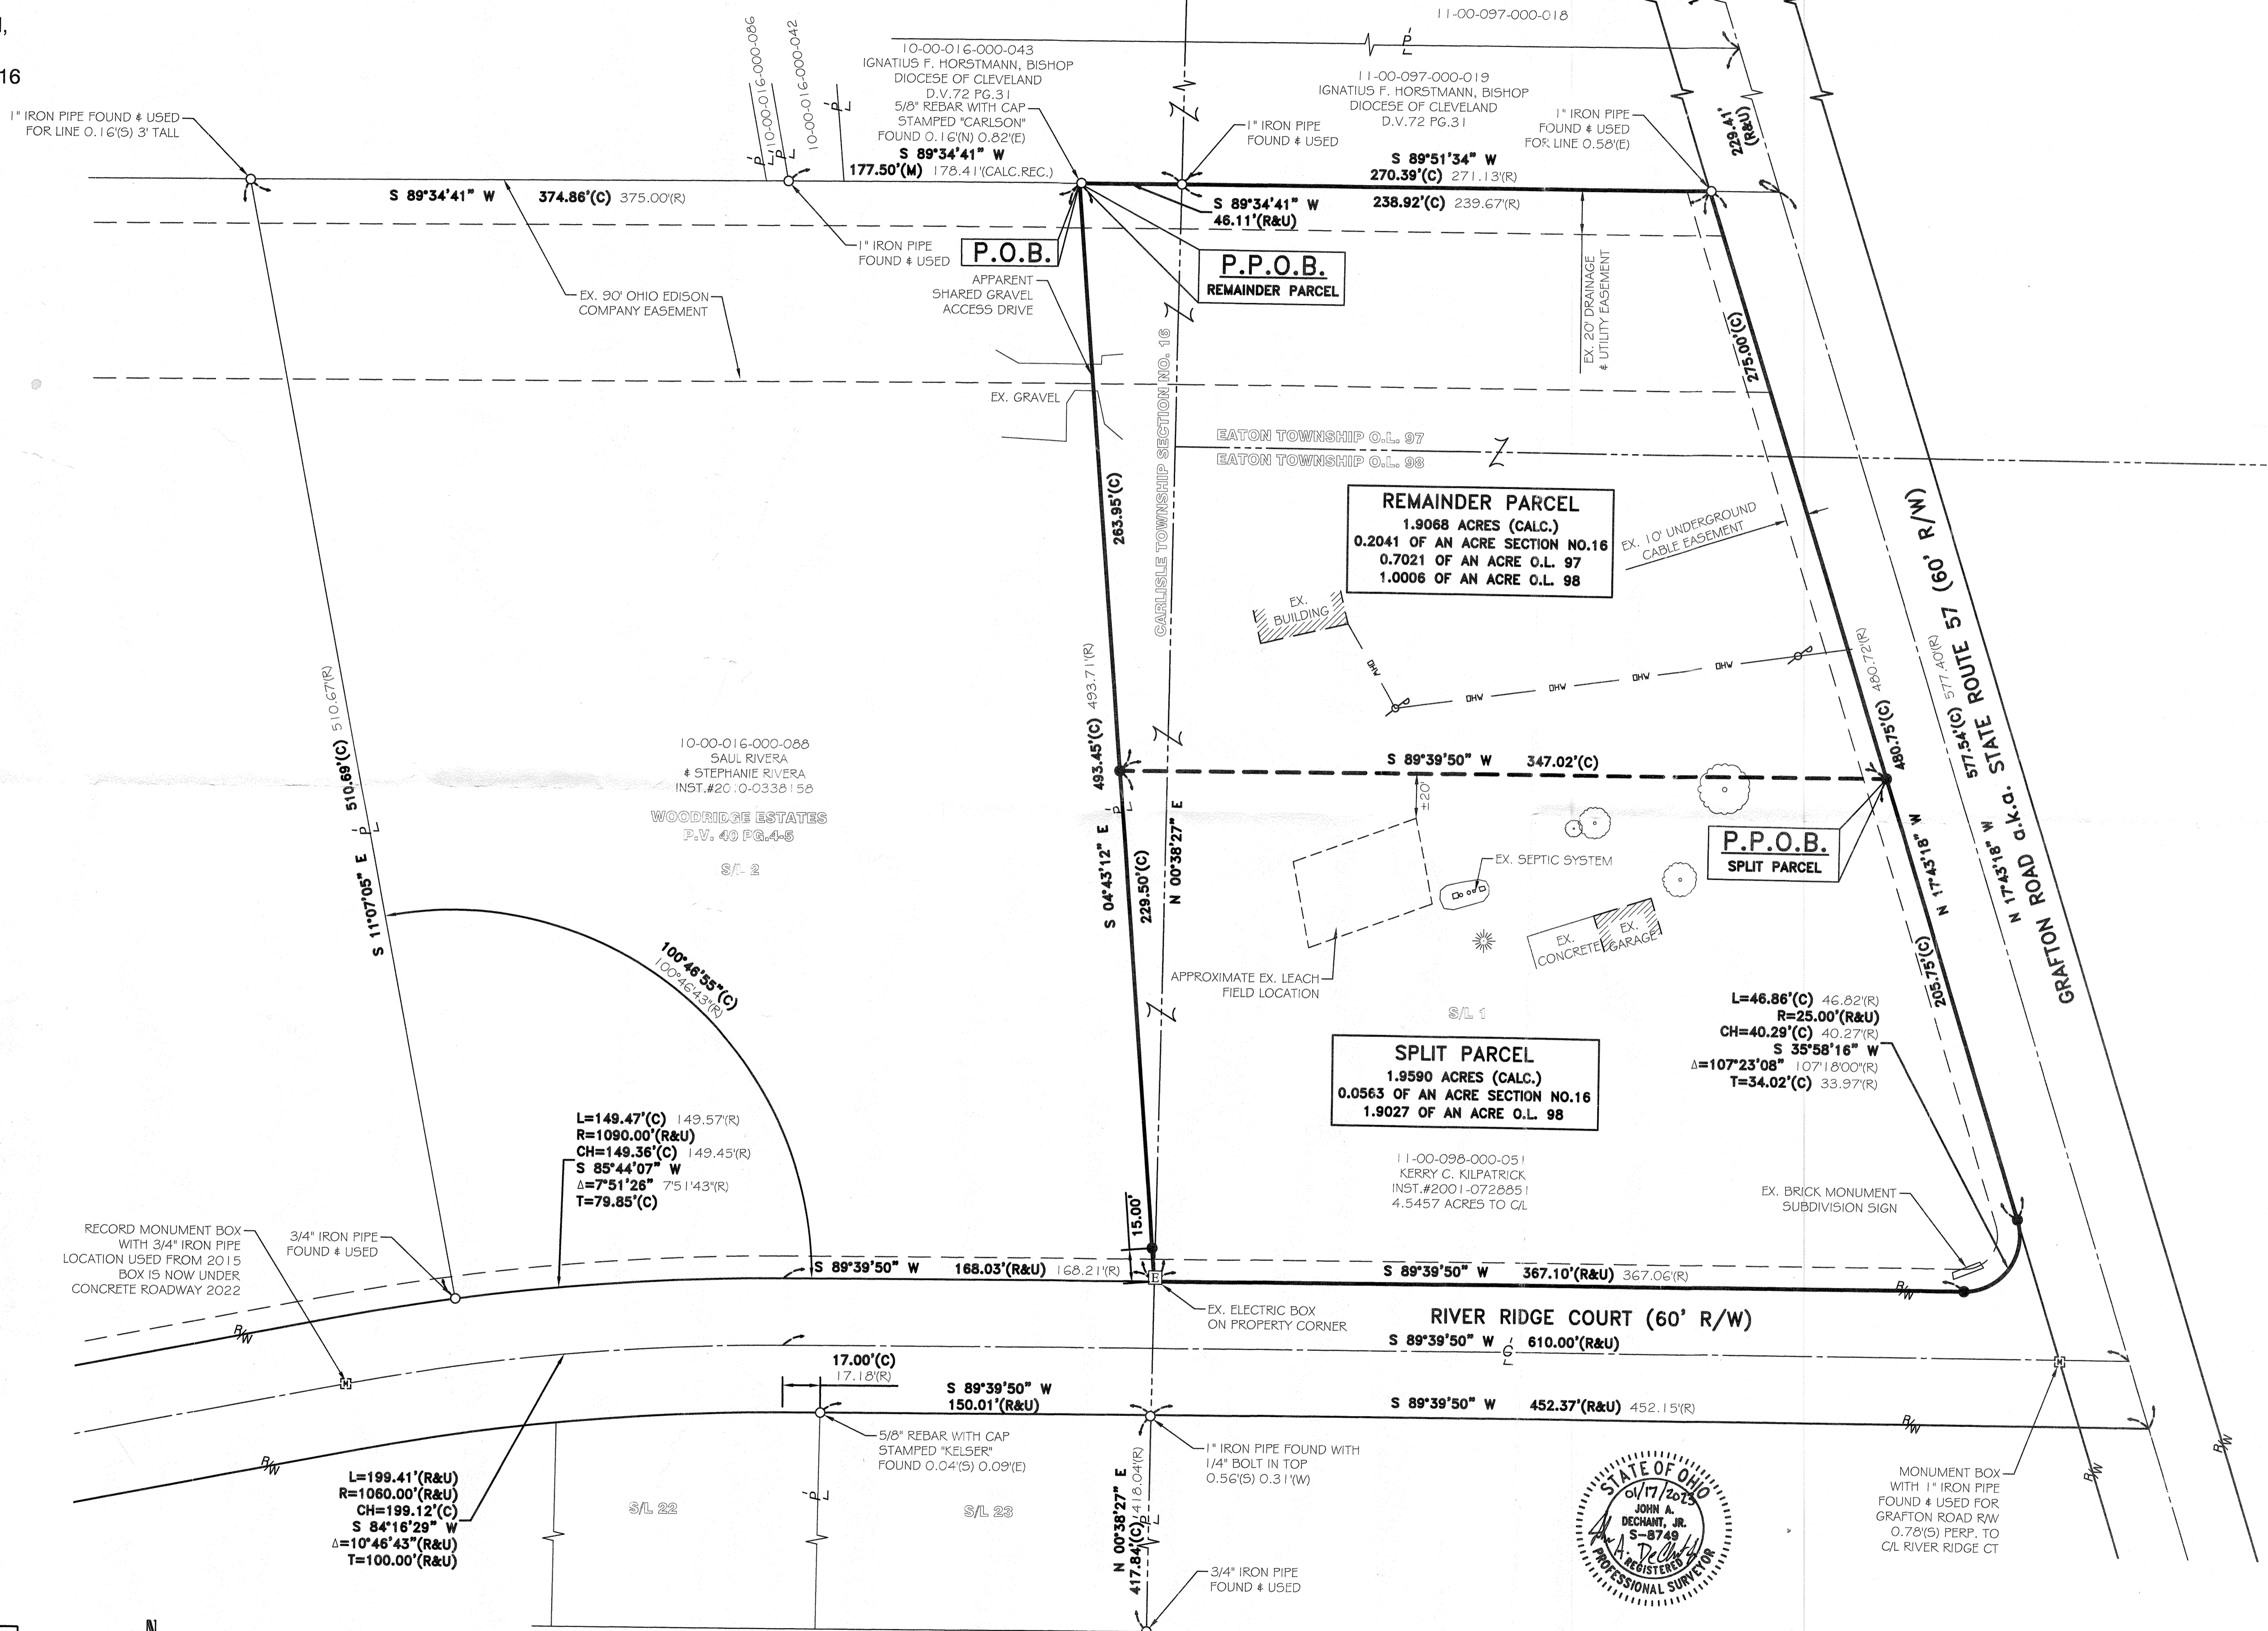 16
11-00-097-000-018
10-00-016-000-086
10-00-016-000-042
10-00-016-000-043
IGNATIUS F. HORSTMANN, BISHOP
DIOCESE OF CLEVELAND
D.V.72 PG.31
5/8" REBAR WITH CAP
STAMPED "CARLSON"
FOUND 0.16'(N) 0.82'(E)
S 89°34'41" W
177.50'(M) 178.41'(CALC.REC.)
11-00-097-000-019
IGNATIUS F. HORSTMANN, BISHOP
DIOCESE OF CLEVELAND
D.V.72 PG.31
1" IRON PIPE FOUND & USED
FOR LINE 0.16'(S) 3' TALL
1" IRON PIPE
FOUND & USED
1" IRON PIPE
FOUND & USED
FOR LINE 0.58'(E)
229.41'
(R&U)
S 89°34'41" W 374.86'(C) 375.00'(R)
S 89°51'34" W
270.39'(C) 271.13'(R)
S 89°34'41" W
46.11'(R&U)
238.92'(C) 239.67'(R)
1" IRON PIPE
FOUND & USED
P.O.B.
P.P.O.B.
REMAINDER PARCEL
APPARENT
SHARED GRAVEL
ACCESS DRIVE
EX. 90' OHIO EDISON
COMPANY EASEMENT
EX. 20' DRAINAGE
& UTILITY EASEMENT
275.00'(C)
EX. GRAVEL
CARLISLE TOWNSHIP SECTION NO. 16
EATON TOWNSHIP O.L. 97
EATON TOWNSHIP O.L. 98
263.95'(C)
REMAINDER PARCEL
1.9068 ACRES (CALC.)
0.2041 OF AN ACRE SECTION NO.16
0.7021 OF AN ACRE O.L. 97
1.0006 OF AN ACRE O.L. 98
EX. 10' UNDERGROUND
CABLE EASEMENT
EX.
BUILDING
OHW
OHW
OHW
OHW
OHW
S 11°07'05" E 510.69'(C) 510.67'(R)
S 04°43'12" E 493.45'(C) 493.71'(R)
229.50'(C)
N 00°38'27" E
10-00-016-000-088
SAUL RIVERA
& STEPHANIE RIVERA
INST.#2010-0338158
WOODRIDGE ESTATES
P.V. 40 PG.4-5
S/L 2
S 89°39'50" W 347.02'(C)
±20'
N 17°43'18" W 480.75'(C) 480.72'(R)
N 17°43'18" W 577.54'(C) 577.40'(R)
GRAFTON ROAD a.k.a. STATE ROUTE 57 (60' R/W)
P.P.O.B.
SPLIT PARCEL
EX. SEPTIC SYSTEM
EX.
CONCRETE
EX.
GARAGE
APPROXIMATE EX. LEACH
FIELD LOCATION
100°46'55"(C)
100°46'43"(R)
205.75'(C)
S/L 1
SPLIT PARCEL
1.9590 ACRES (CALC.)
0.0563 OF AN ACRE SECTION NO.16
1.9027 OF AN ACRE O.L. 98
L=46.86'(C) 46.82'(R)
R=25.00'(R&U)
CH=40.29'(C) 40.27'(R)
S 35°58'16" W
Δ=107°23'08" 107°18'00"(R)
T=34.02'(C) 33.97'(R)
L=149.47'(C) 149.57'(R)
R=1090.00'(R&U)
CH=149.36'(C) 149.45'(R)
S 85°44'07" W
Δ=7°51'26" 7°51'43"(R)
T=79.85'(C)
11-00-098-000-051
KERRY C. KILPATRICK
INST.#2001-0728851
4.5457 ACRES TO C/L
EX. BRICK MONUMENT
SUBDIVISION SIGN
RECORD MONUMENT BOX
WITH 3/4" IRON PIPE
LOCATION USED FROM 2015
BOX IS NOW UNDER
CONCRETE ROADWAY 2022
3/4" IRON PIPE
FOUND & USED
15.00'
S 89°39'50" W 168.03'(R&U) 168.21'(R)
E
S 89°39'50" W 367.10'(R&U) 367.06'(R)
R/W
R/W
EX. ELECTRIC BOX
ON PROPERTY CORNER
RIVER RIDGE COURT (60' R/W)
S 89°39'50" W 610.00'(R&U)
M
M
17.00'(C)
17.18'(R)
S 89°39'50" W
150.01'(R&U)
S 89°39'50" W 452.37'(R&U) 452.15'(R)
R/W
R/W
R/W
R/W
5/8" REBAR WITH CAP
STAMPED "KELSER"
FOUND 0.04'(S) 0.09'(E)
1" IRON PIPE FOUND WITH
1/4" BOLT IN TOP
0.56'(S) 0.31'(W)
L=199.41'(R&U)
R=1060.00'(R&U)
CH=199.12'(C)
S 84°16'29" W
Δ=10°46'43"(R&U)
T=100.00'(R&U)
S/L 22
S/L 23
N 00°38'27" E
417.84'(C) 418.04'(R)
3/4" IRON PIPE
FOUND & USED
STATE OF OHIO
01/17/2023
JOHN A.
DECHANT, JR.
S-8749
John A. DeChant Jr
REGISTERED
PROFESSIONAL SURVEYOR
MONUMENT BOX
WITH 1" IRON PIPE
FOUND & USED FOR
GRAFTON ROAD R/W
0.78'(S) PERP. TO
C/L RIVER RIDGE CT
N